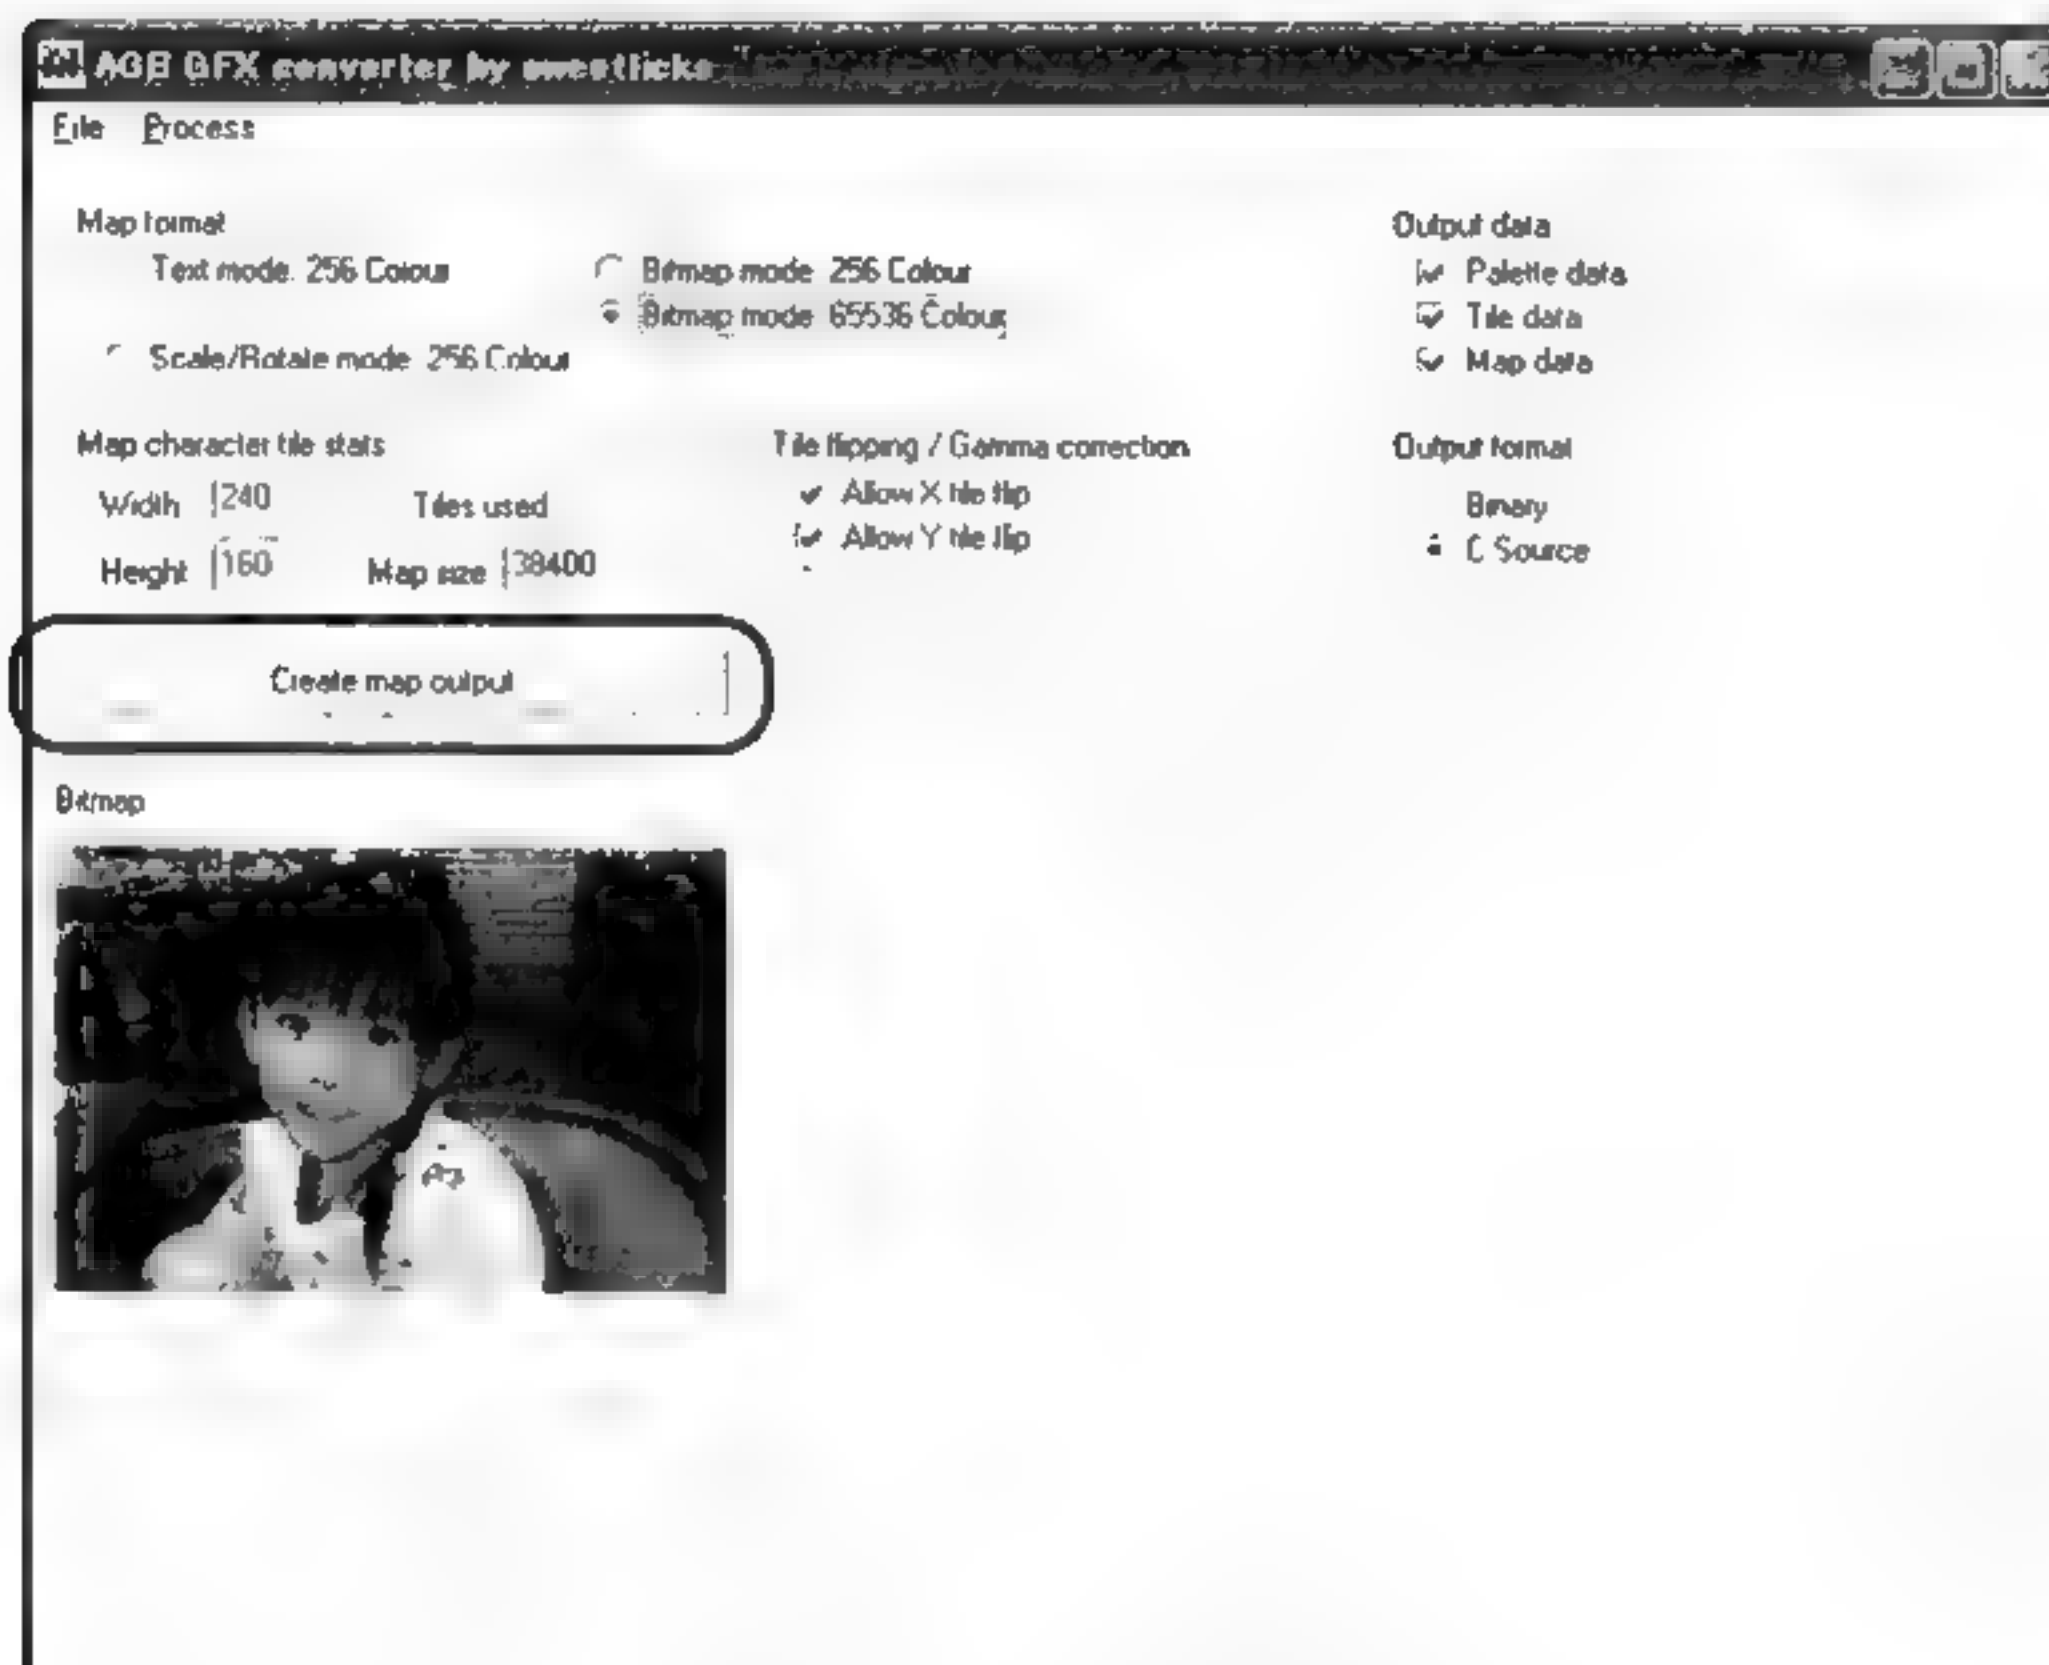 AGB GFX converter by sweetlicks
File Process
Map format
Text mode. 256 Colour
Bitmap mode 256 Colour
Bitmap mode 65536 Colour
Scale/Rotate mode 256 Colour
Output data
Palette data
Tile data
Map data
Map character tile stats
Width 240 Tiles used
Height 160 Map size 38400
Tile flipping / Gamma correction
Allow X tile flip
Allow Y tile flip
Output format
Binary
C Source
Create map output
Bitmap